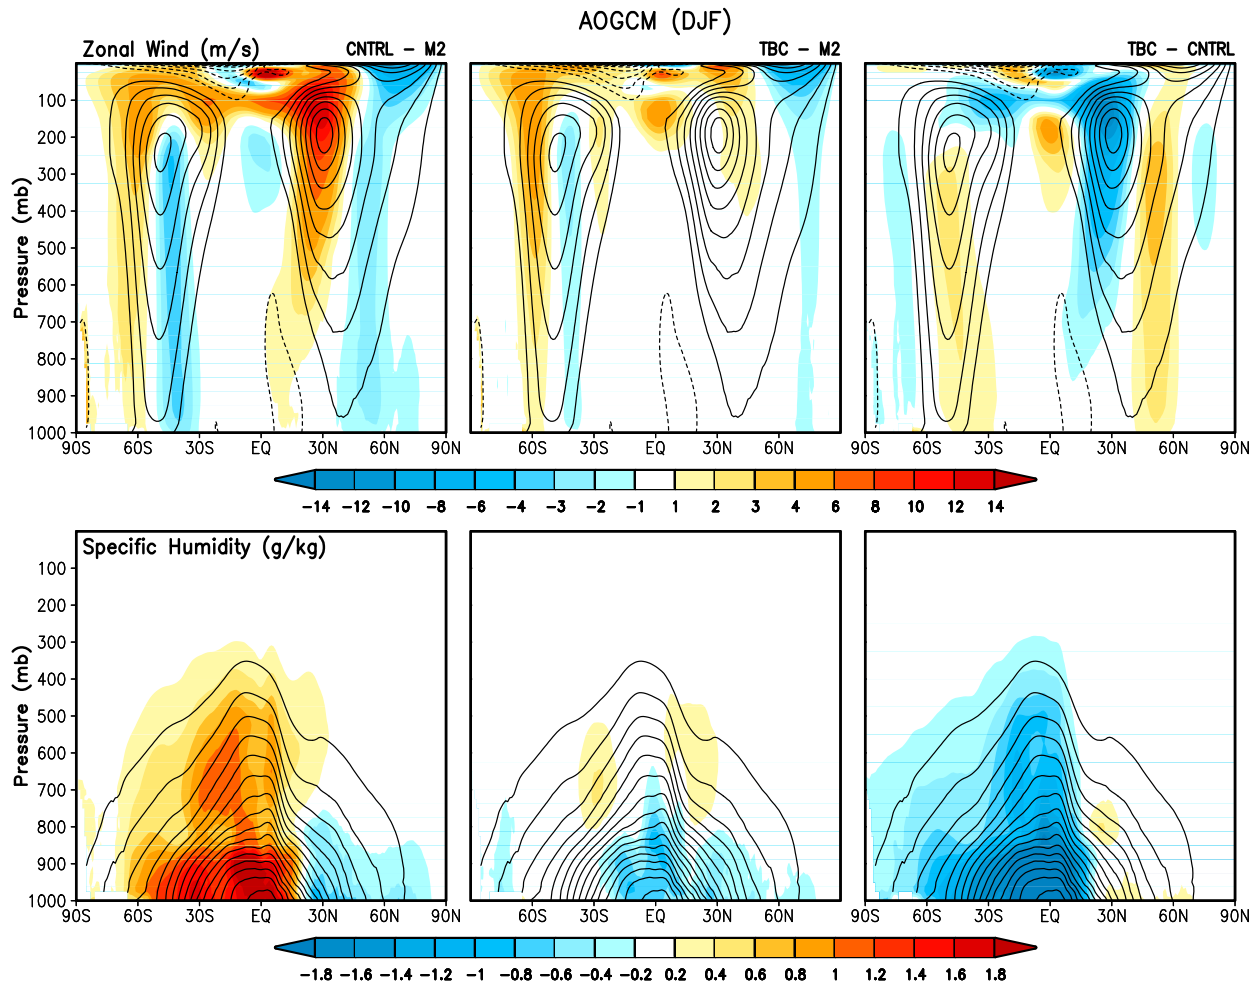 AOGCM (DJF)
Zonal Wind (m/s) CNTRL - M2 TBC - M2 TBC - CNTRL
Pressure (mb)
100
200
300
400
500
600
700
800
900
1000
90S 60S 30S EQ 30N 60N 90N 60S 30S EQ 30N 60N 90S 60S 30S EQ 30N 60N 90N
-14 -12 -10 -8 -6 -4 -3 -2 -1 1 2 3 4 6 8 10 12 14
Specific Humidity (g/kg)
Pressure (mb)
100
200
300
400
500
600
700
800
900
1000
90S 60S 30S EQ 30N 60N 90N 60S 30S EQ 30N 60N 90S 60S 30S EQ 30N 60N 90N
-1.8 -1.6 -1.4 -1.2 -1 -0.8 -0.6 -0.4 -0.2 0.2 0.4 0.6 0.8 1 1.2 1.4 1.6 1.8